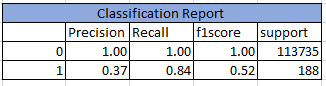 Classification Report
Precision Recall f1score support
0 1.00 1.00 1.00 113735
1 0.37 0.84 0.52 188